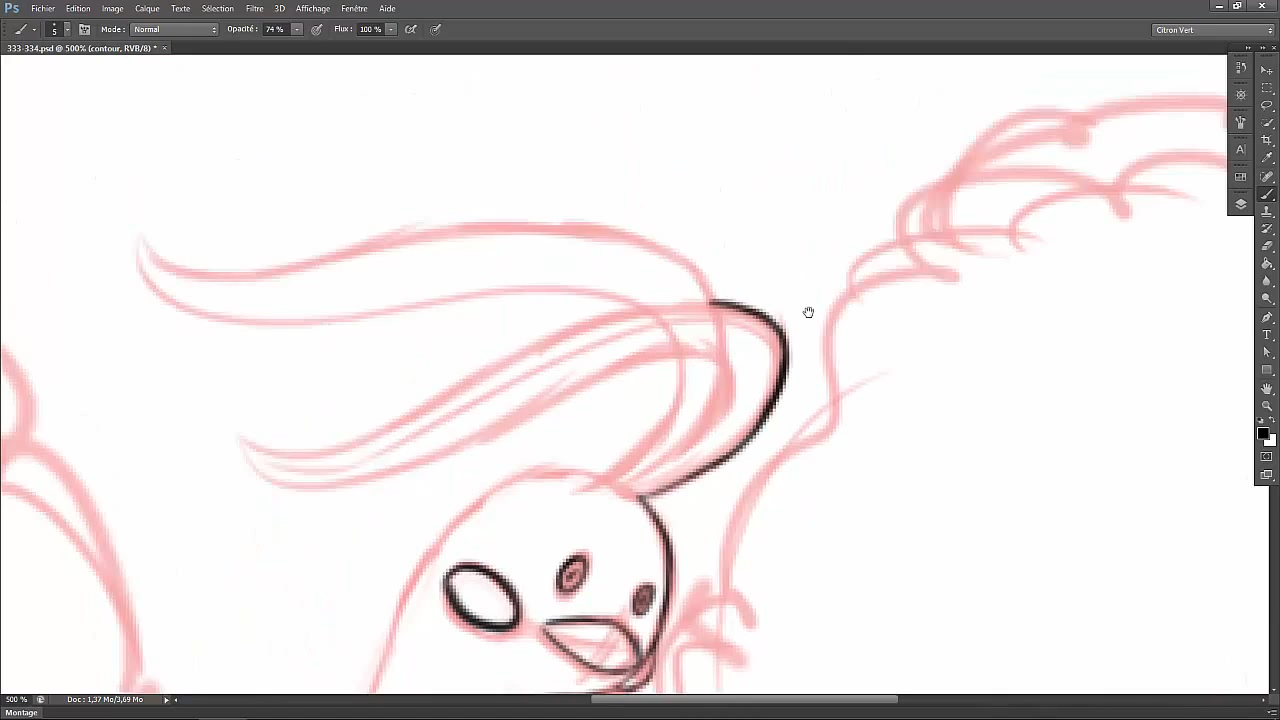 Ps Fichier Edition Image Calque Texte Sélection Filtre 3D Affichage Fenêtre Aide
5 Mode : Normal Opacité : 74 % Flux : 100 % Citron Vert
333-334.psd @ 500% (contour, RVB/8) * ×
500 % Doc : 1,37 Mo/3,69 Mo
Montage